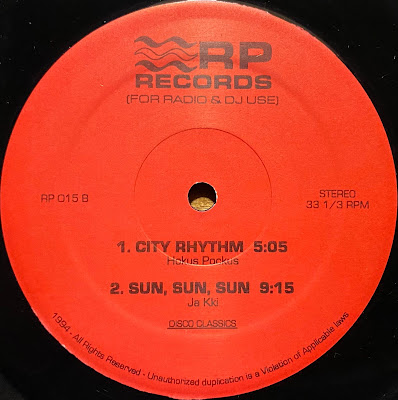 RP
RECORDS
(FOR RADIO & DJ USE)
RP 015 B
STEREO
33 1/3 RPM
1. CITY RHYTHM 5:05
Hokus Pockus
2. SUN, SUN, SUN 9:15
Ja Kki
DISCO CLASSICS
1994 - All Rights Reserved - Unauthorized duplication is a Violation of Applicable laws